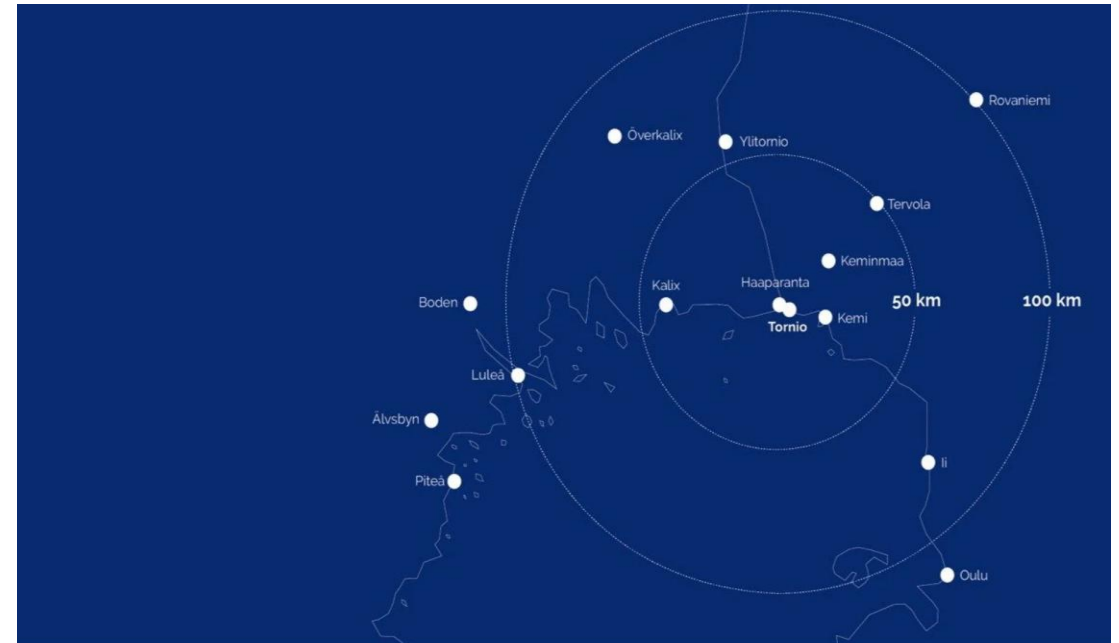 Rovaniemi
Överkalix
Ylitornio
Tervola
Keminmaa
Kalix
Haaparanta
Boden
50 km
100 km
Tornio
Kemi
Luleå
Älvsbyn
Ii
Piteå
Oulu